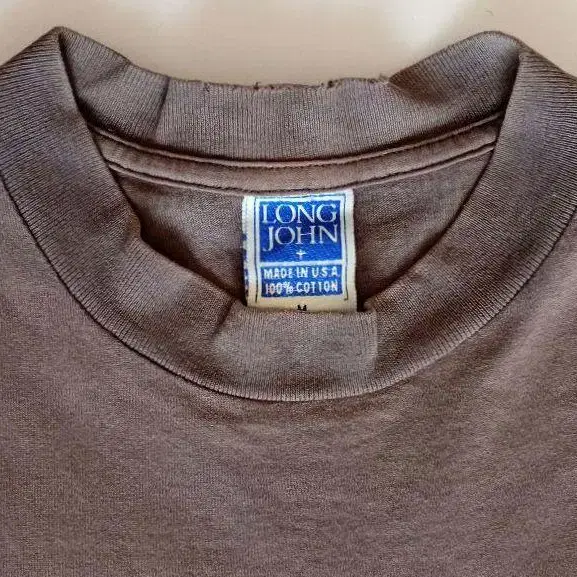 LONG
JOHN
+
MADE IN U.S.A.
100% COTTON
M